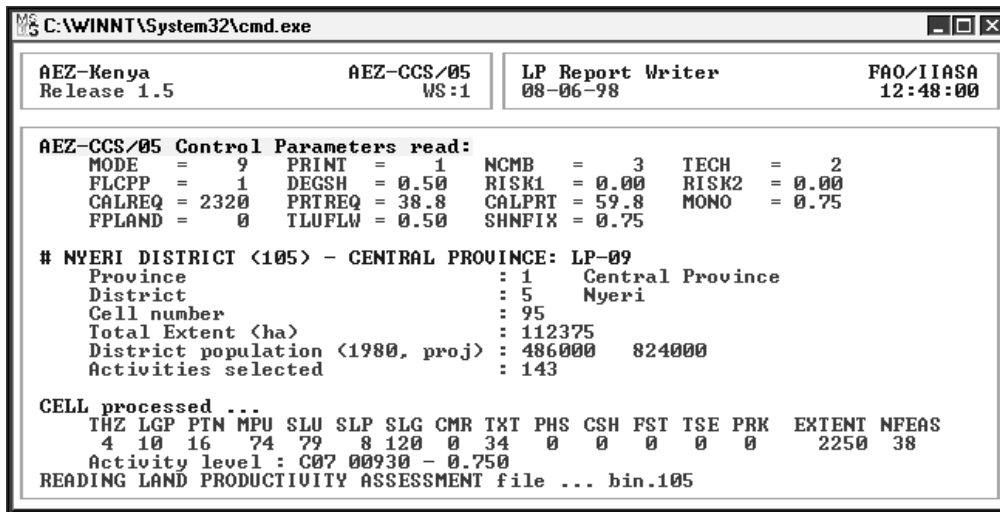 C:\WINNT\System32\cmd.exe
AEZ-Kenya AEZ-CCS/05
Release 1.5 WS:1
LP Report Writer FAO/IIASA
08-06-98 12:48:00
AEZ-CCS/05 Control Parameters read:
MODE = 9 PRINT = 1 NCMB = 3 TECH = 2
FLCPP = 1 DEGSH = 0.50 RISK1 = 0.00 RISK2 = 0.00
CALREQ = 2320 PRTREQ = 38.8 CALPRT = 59.8 MONO = 0.75
FPLAND = 0 TLUFLW = 0.50 SHNFIX = 0.75
# NYERI DISTRICT (105) - CENTRAL PROVINCE: LP-09
Province : 1 Central Province
District : 5 Nyeri
Cell number : 95
Total Extent (ha) : 112375
District population (1980, proj) : 486000 824000
Activities selected : 143
CELL processed ...
THZ LGP PTN MPU SLU SLP SLG CMR TXT PHS CSH FST TSE PRK EXTENT NFEAS
4 10 16 74 79 8 120 0 34 0 0 0 0 0 2250 38
Activity level : C07 00930 - 0.750
READING LAND PRODUCTIVITY ASSESSMENT file ... bin.105